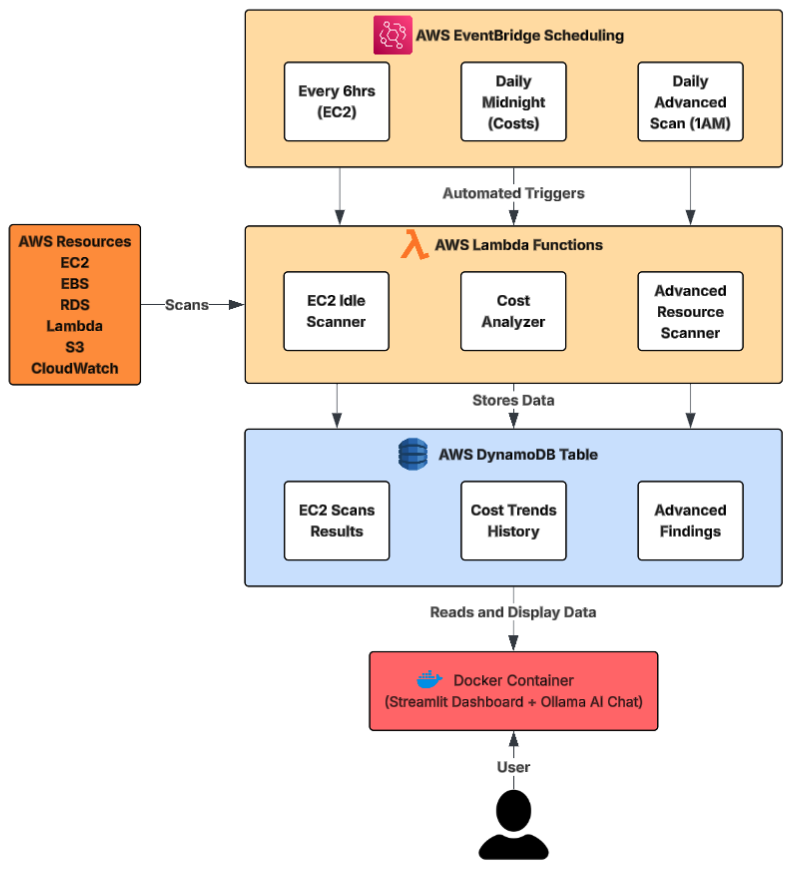 AWS EventBridge Scheduling
Every 6hrs
(EC2)
Daily
Midnight
(Costs)
Daily
Advanced
Scan (1AM)
Automated Triggers
AWS Resources
EC2
EBS
RDS
Lambda
S3
CloudWatch
Scans
AWS Lambda Functions
EC2 Idle
Scanner
Cost
Analyzer
Advanced
Resource
Scanner
Stores Data
AWS DynamoDB Table
EC2 Scans
Results
Cost Trends
History
Advanced
Findings
Reads and Display Data
Docker Container
(Streamlit Dashboard + Ollama AI Chat)
User